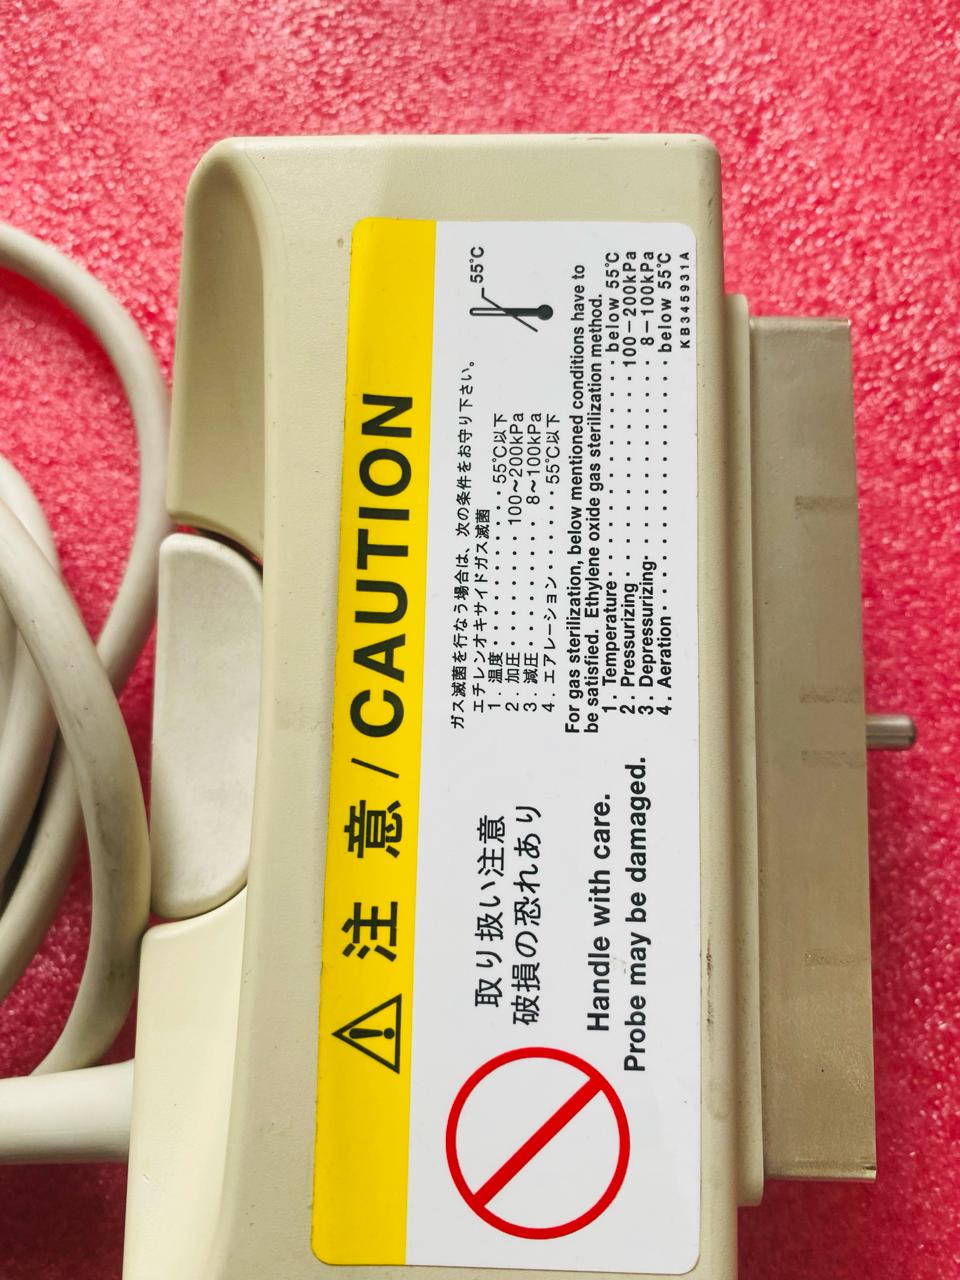 注意/CAUTION
取り扱い注意
破損の恐れあり
Handle with care.
Probe may be damaged.
ガス滅菌を行なう場合は、次の条件をお守り下さい。
エチレンオキサイドガス滅菌
1．温度・・・・・・・・・・55℃以下
2．加圧・・・・・・・・・100～200kPa
3．減圧・・・・・・・・・8～100kPa
4．エアレーション・・・・・55℃以下
55℃
For gas sterilization, below mentioned conditions have to
be satisfied. Ethylene oxide gas sterilization method.
1. Temperature・・・・・・・・・・・・below 55℃
2. Pressurizing・・・・・・・・・・・・100－200kPa
3. Depressurizing・・・・・・・・・・・8－100kPa
4. Aeration・・・・・・・・・・・・・・below 55℃
KB345931A